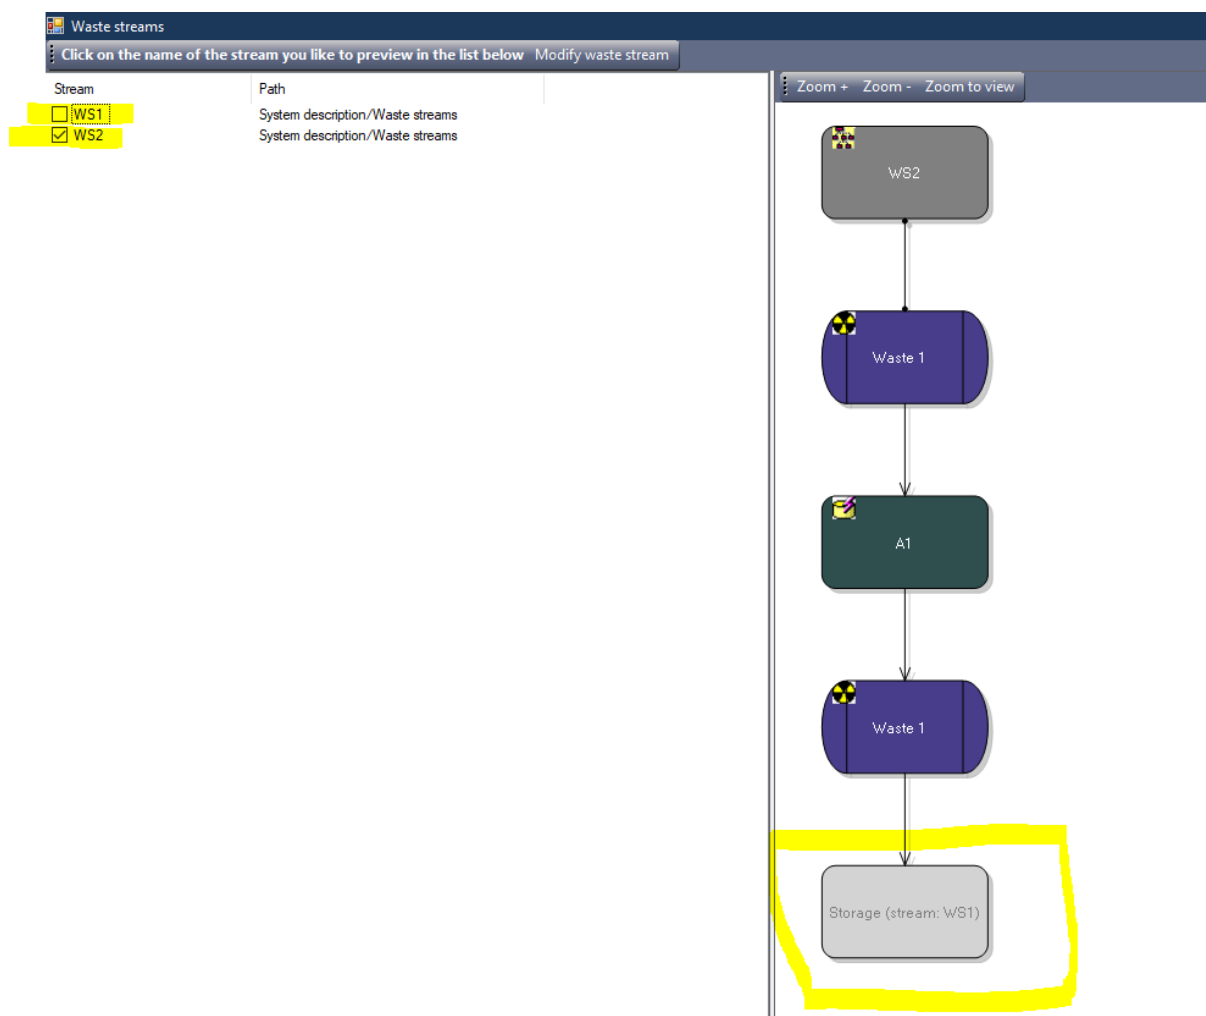 Waste streams
Click on the name of the stream you like to preview in the list below Modify waste stream
Stream Path
WS1 System description/Waste streams
WS2 System description/Waste streams
Zoom + Zoom - Zoom to view
WS2
Waste 1
A1
Waste 1
Storage (stream: WS1)